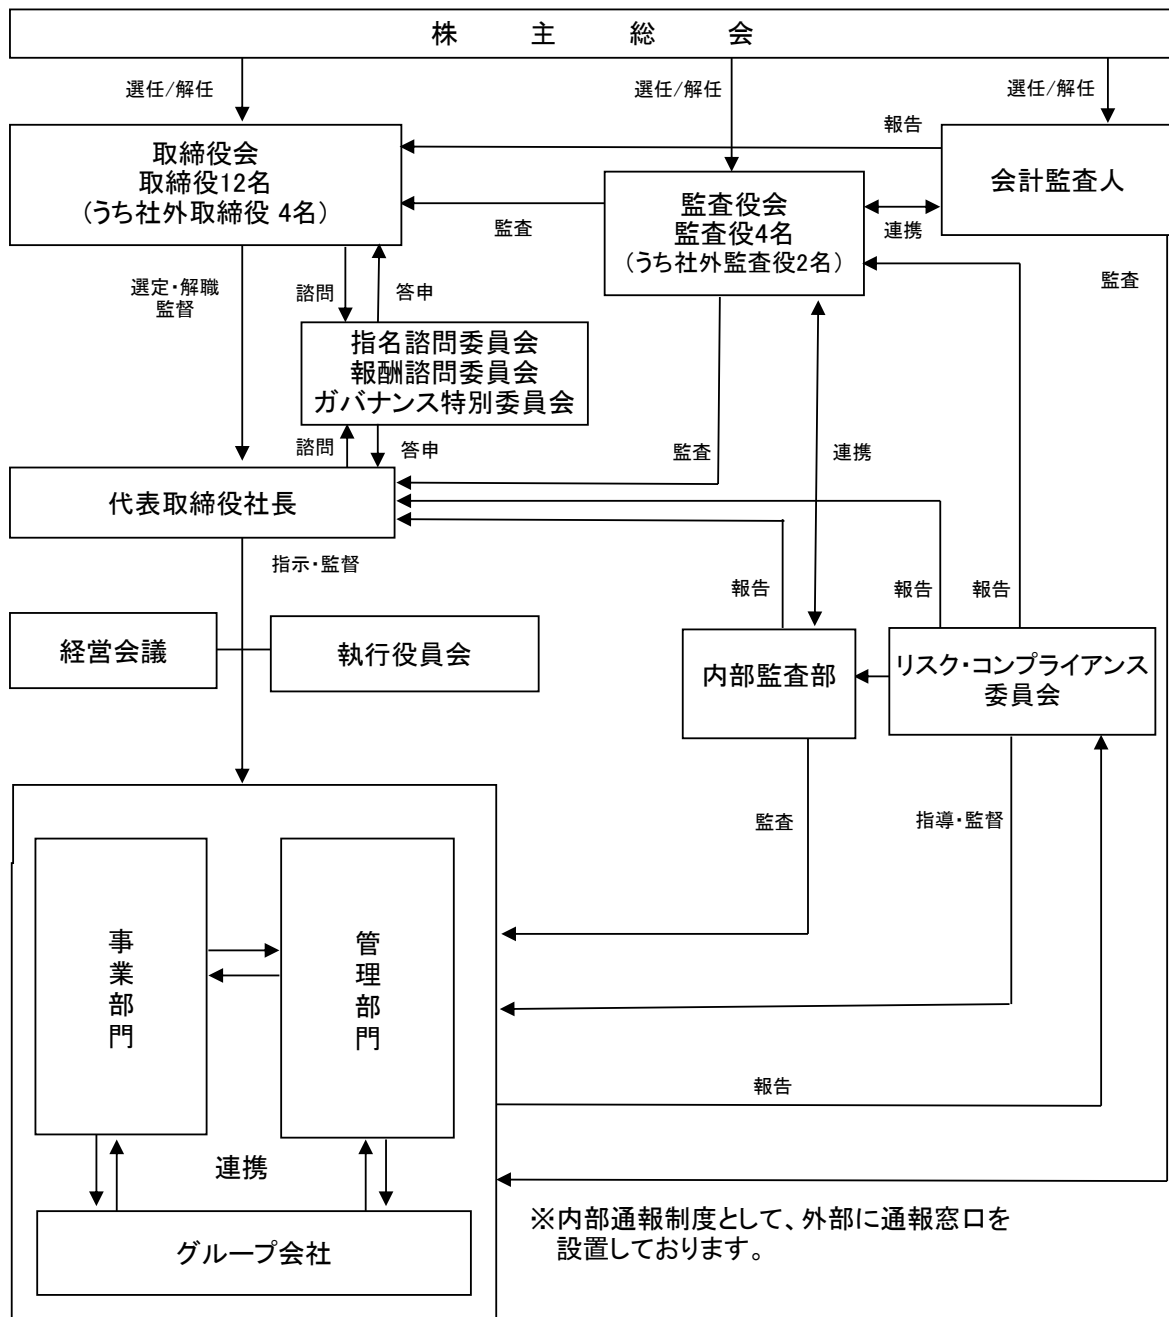 株主総会
選任/解任
選任/解任
選任/解任
報告
取締役会
取締役12名
(うち社外取締役 4名)
会計監査人
監査役会
監査役4名
(うち社外監査役2名)
監査
連携
選定・解職
監督
諮問
答申
監査
指名諮問委員会
報酬諮問委員会
ガバナンス特別委員会
諮問
答申
監査
連携
代表取締役社長
指示・監督
報告
報告
報告
経営会議
執行役員会
内部監査部
リスク・コンプライアンス
委員会
監査
指導・監督
事業部門
管理部門
報告
連携
グループ会社
※内部通報制度として、外部に通報窓口を
設置しております。